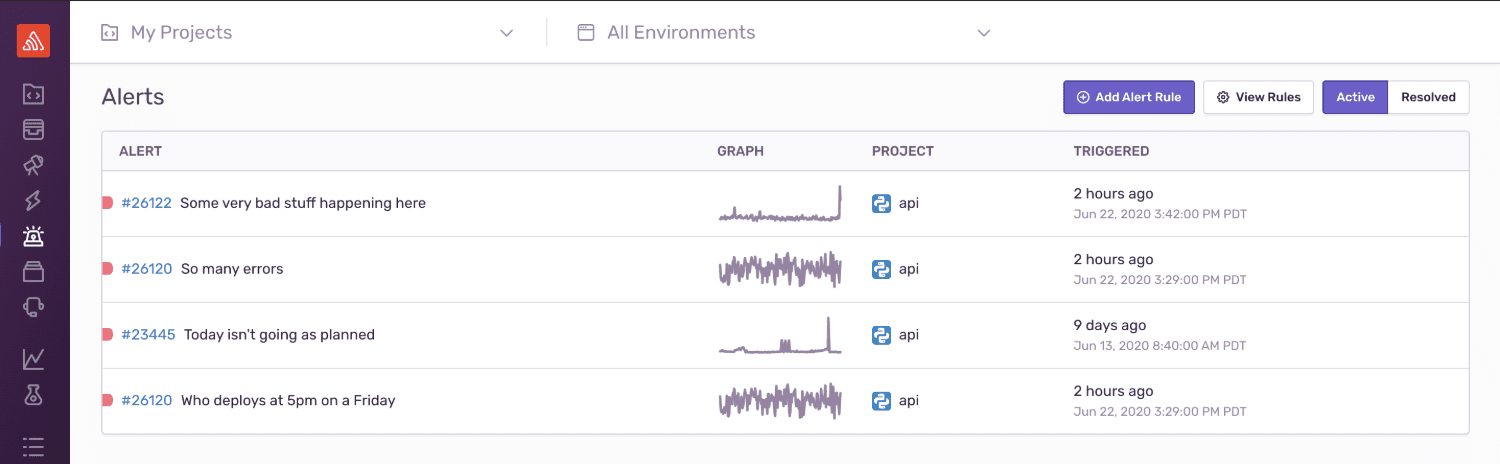 My Projects
All Environments
Alerts
Add Alert Rule
View Rules
Active
Resolved
ALERT GRAPH PROJECT TRIGGERED
#26122 Some very bad stuff happening here api 2 hours ago
Jun 22, 2020 3:42:00 PM PDT
#26120 So many errors api 2 hours ago
Jun 22, 2020 3:29:00 PM PDT
#23445 Today isn't going as planned api 9 days ago
Jun 13, 2020 8:40:00 AM PDT
#26120 Who deploys at 5pm on a Friday api 2 hours ago
Jun 22, 2020 3:29:00 PM PDT